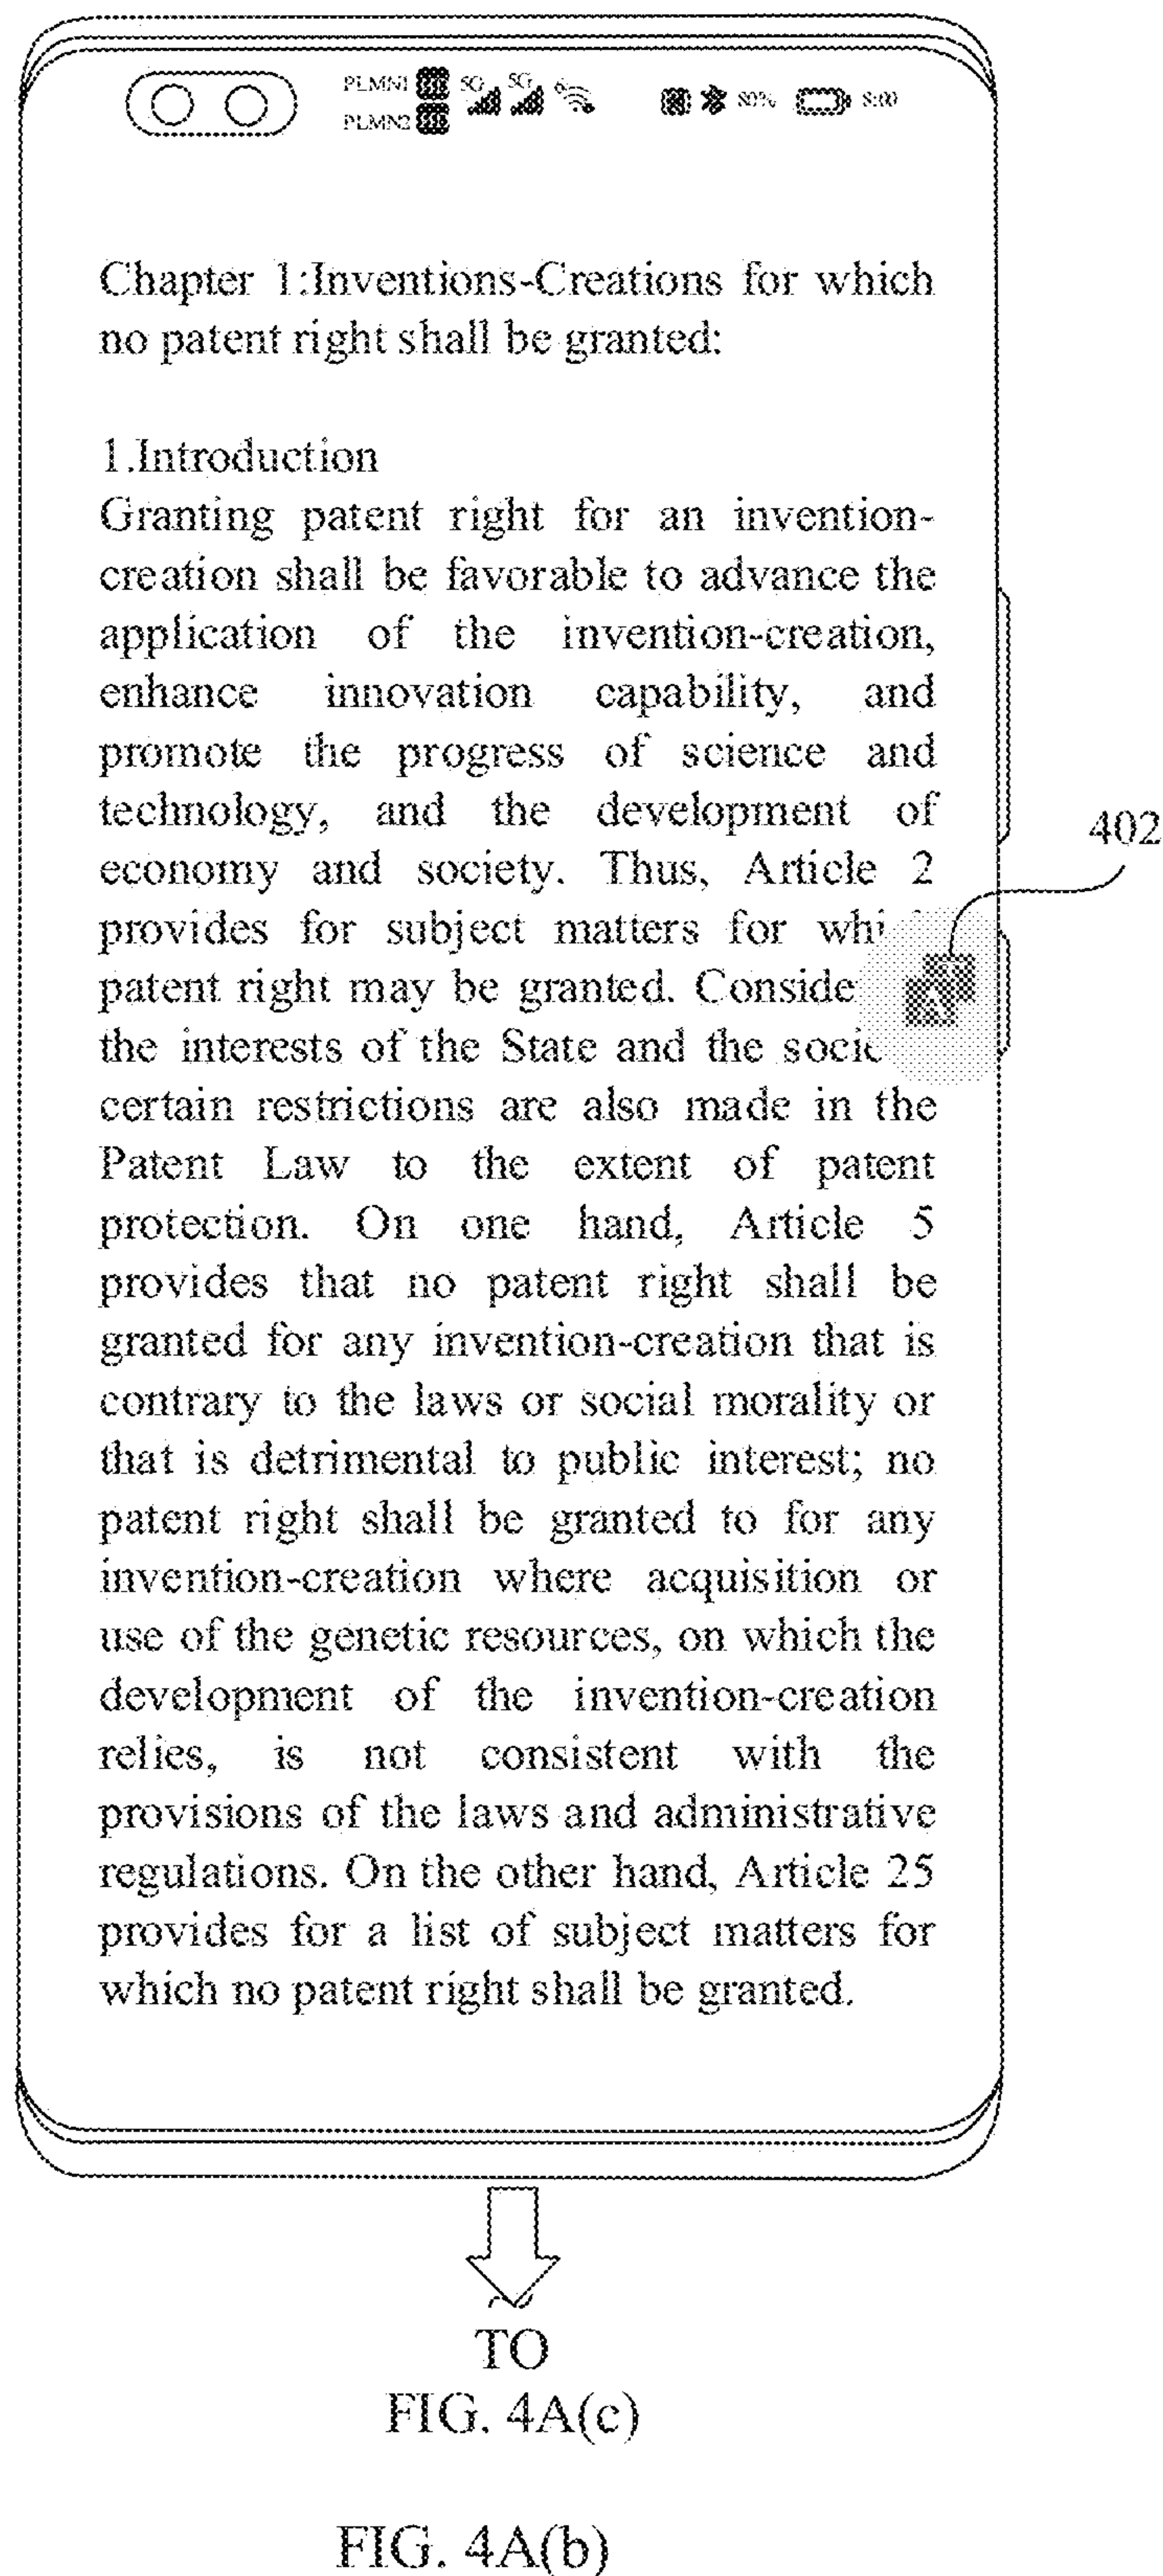 PLMN1 5G 5G 6 80% 8:00
PLMN2
Chapter 1:Inventions-Creations for which
no patent right shall be granted:
1.Introduction
Granting patent right for an invention-
creation shall be favorable to advance the
application of the invention-creation,
enhance innovation capability, and
promote the progress of science and
technology, and the development of
economy and society. Thus, Article 2
provides for subject matters for
patent right may be granted.
the interests of the State and the
certain restrictions are also made in the
Patent Law to the extent of patent
protection. On one hand, Article 5
provides that no patent right shall be
granted for any invention-creation that is
contrary to the laws or social morality or
that is detrimental to public interest; no
patent right shall be granted to for any
invention-creation where acquisition or
use of the genetic resources, on which the
development of the invention-creation
relies, is not consistent with the
provisions of the laws and administrative
regulations. On the other hand, Article 25
provides for a list of subject matters for
which no patent right shall be granted.
402
TO
FIG. 4A(c)
FIG. 4A(b)